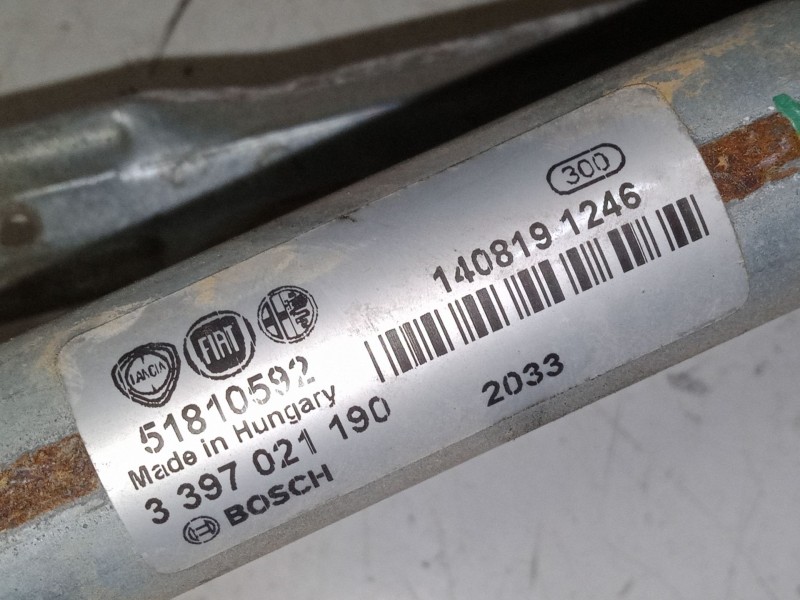 300
140819 1246
2033
LANCIA FIAT
51810592
Made in Hungary
3 397 021 190
BOSCH